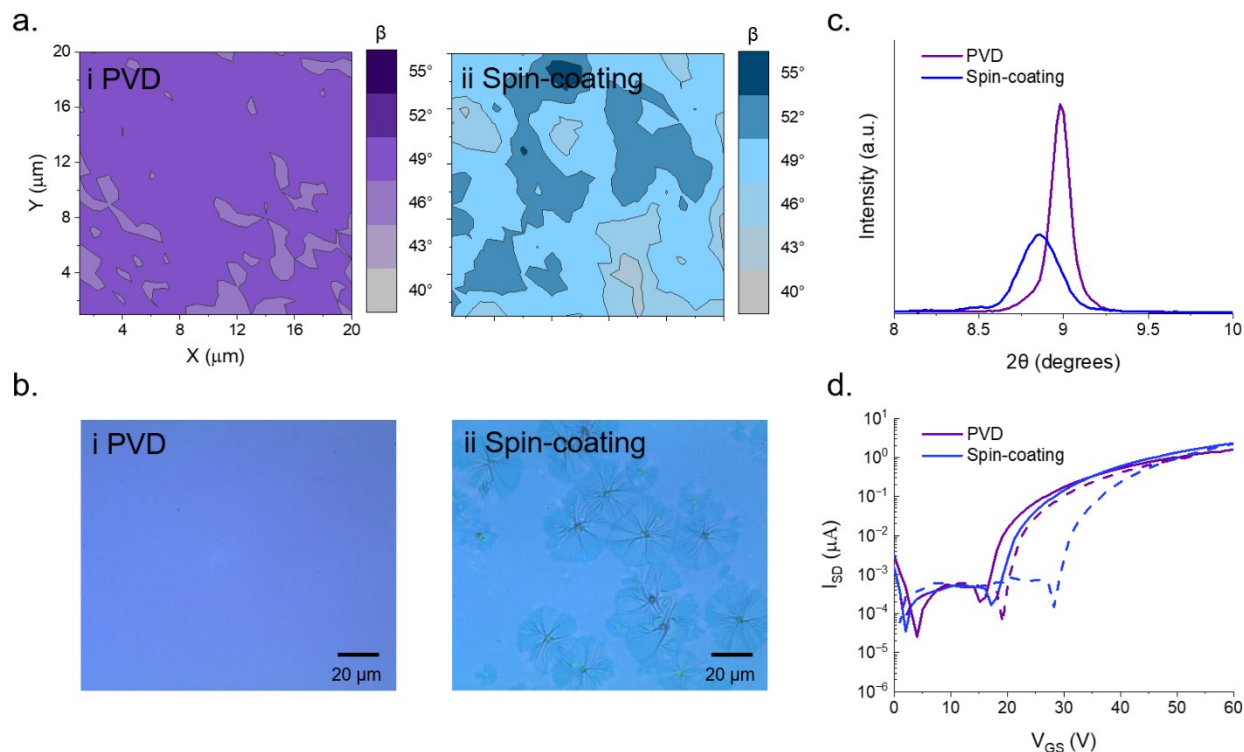 a.
i PVD
β
20
16
12
8
4
Y (μm)
4
8
12
16
20
X (μm)
55°
52°
49°
46°
43°
40°
ii Spin-coating
β
55°
52°
49°
46°
43°
40°
b.
i PVD
20 μm
ii Spin-coating
20 μm
c.
PVD
Spin-coating
Intensity (a.u.)
8
8.5
9
9.5
10
2θ (degrees)
d.
PVD
Spin-coating
I_SD (μA)
10¹
10⁰
10⁻¹
10⁻²
10⁻³
10⁻⁴
10⁻⁵
10⁻⁶
0
10
20
30
40
50
60
V_GS (V)